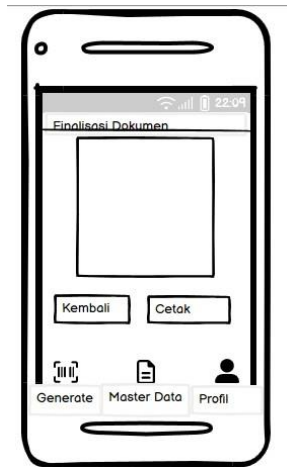 22:09
Finalisasi Dokumen
Kembali Cetak
Generate Master Data Profil